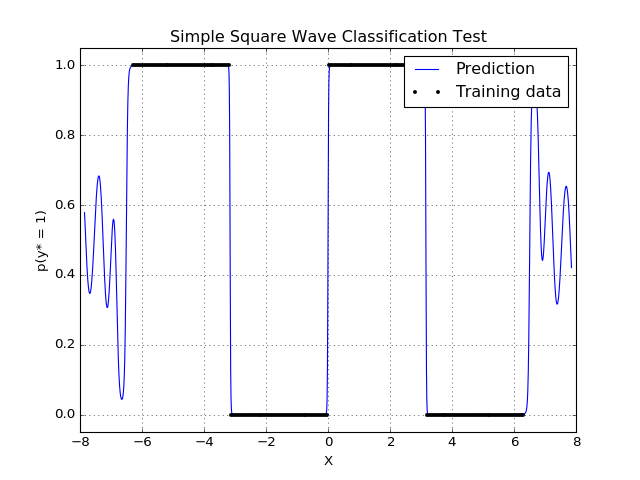 Simple Square Wave Classification Test
Prediction
Training data
1.0
0.8
0.6
0.4
0.2
0.0
p(y* = 1)
−8 −6 −4 −2 0 2 4 6 8
X